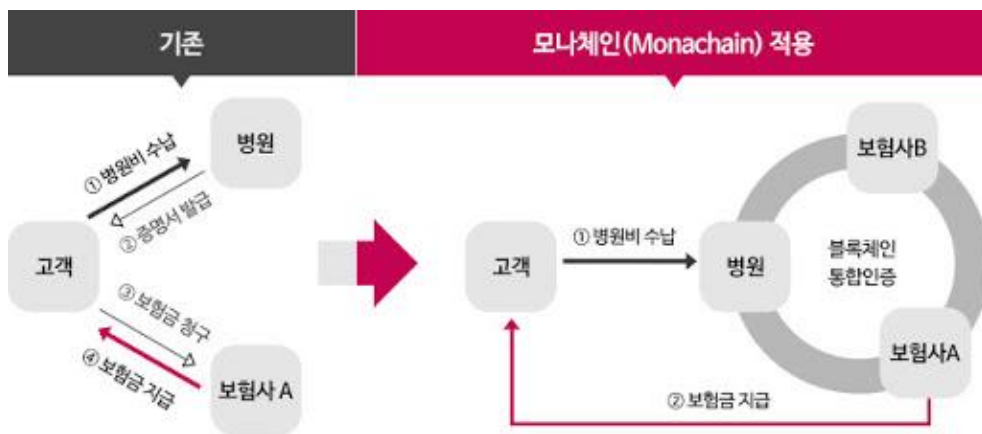 기존
모나체인(Monachain) 적용
병원
① 병원비 수납
② 증명서 발급
고객
③ 보험금 청구
④ 보험금 지급
보험사 A
보험사B
① 병원비 수납
고객
병원
블록체인
통합인증
보험사A
② 보험금 지급